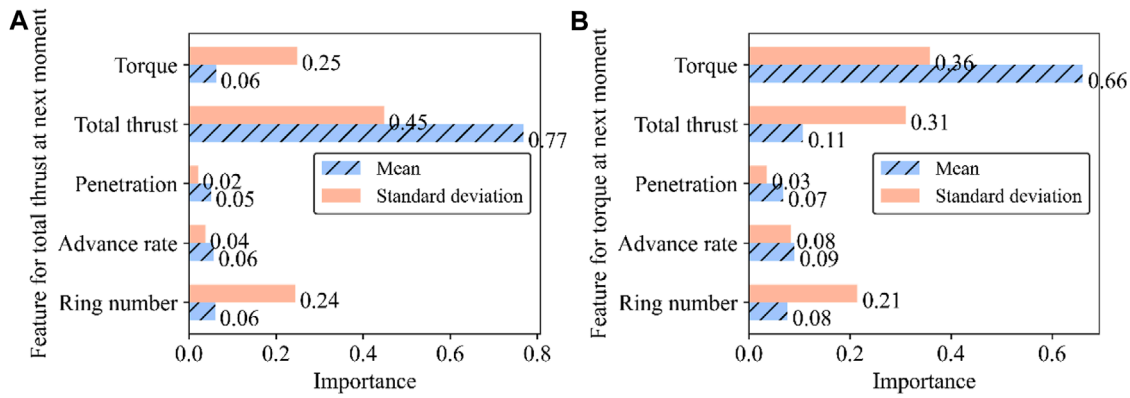 A
Feature for total thrust at next moment
Torque
0.25
0.06
Total thrust
0.45
0.77
Penetration
0.02
0.05
Advance rate
0.04
0.06
Ring number
0.24
0.06
Mean
Standard deviation
0.0 0.2 0.4 0.6 0.8
Importance
B
Feature for torque at next moment
Torque
0.36
0.66
Total thrust
0.31
0.11
Penetration
0.03
0.07
Advance rate
0.08
0.09
Ring number
0.21
0.08
Mean
Standard deviation
0.0 0.2 0.4 0.6
Importance